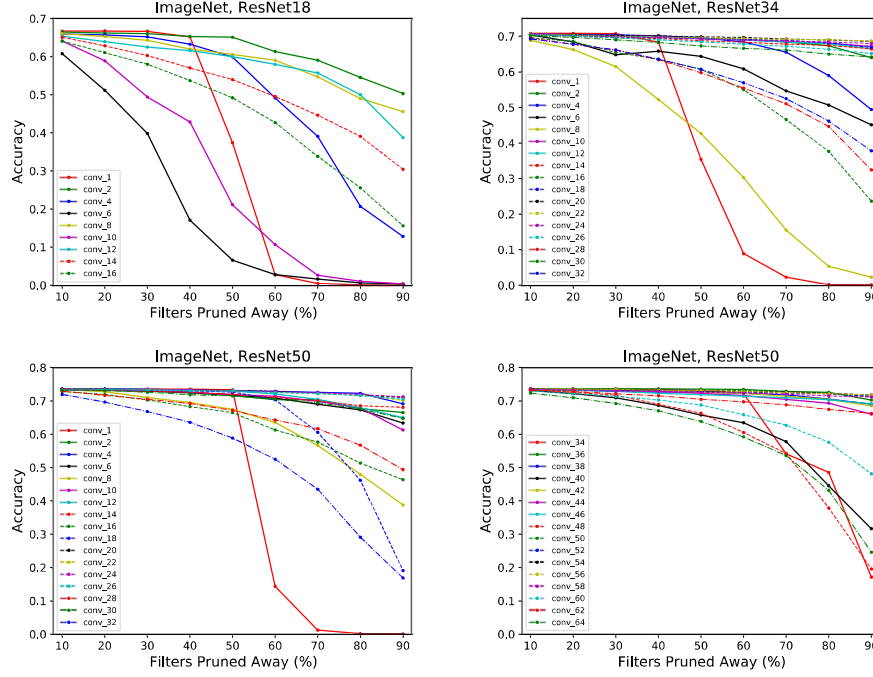 ImageNet, ResNet18
Accuracy
0.7
0.6
0.5
0.4
0.3
0.2
0.1
0.0
conv_1
conv_2
conv_4
conv_6
conv_8
conv_10
conv_12
conv_14
conv_16
10 20 30 40 50 60 70 80 90
Filters Pruned Away (%)
ImageNet, ResNet34
Accuracy
0.7
0.6
0.5
0.4
0.3
0.2
0.1
0.0
conv_1
conv_2
conv_4
conv_6
conv_8
conv_10
conv_12
conv_14
conv_16
conv_18
conv_20
conv_22
conv_24
conv_26
conv_28
conv_30
conv_32
10 20 30 40 50 60 70 80 90
Filters Pruned Away (%)
ImageNet, ResNet50
Accuracy
0.8
0.7
0.6
0.5
0.4
0.3
0.2
0.1
0.0
conv_1
conv_2
conv_4
conv_6
conv_8
conv_10
conv_12
conv_14
conv_16
conv_18
conv_20
conv_22
conv_24
conv_26
conv_28
conv_30
conv_32
10 20 30 40 50 60 70 80 90
Filters Pruned Away (%)
ImageNet, ResNet50
Accuracy
0.8
0.7
0.6
0.5
0.4
0.3
0.2
0.1
0.0
conv_34
conv_36
conv_38
conv_40
conv_42
conv_44
conv_46
conv_48
conv_50
conv_52
conv_54
conv_56
conv_58
conv_60
conv_62
conv_64
10 20 30 40 50 60 70 80 90
Filters Pruned Away (%)